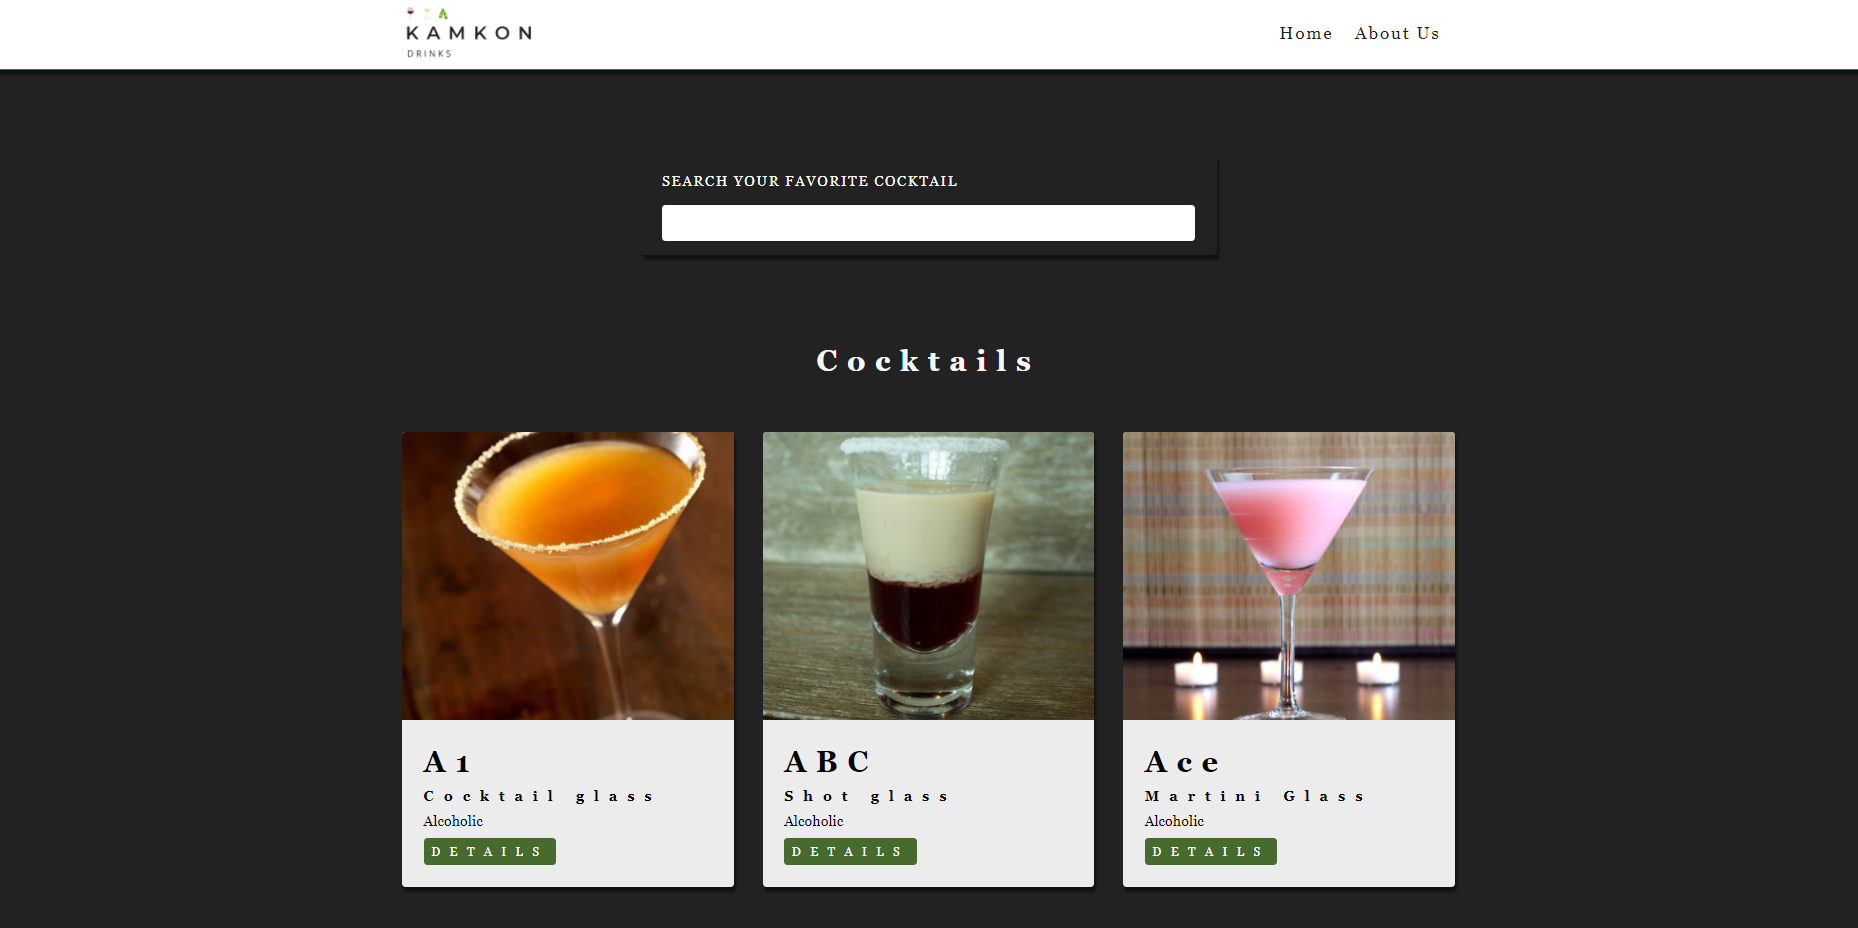 KAMKON
DRINKS
Home About Us
SEARCH YOUR FAVORITE COCKTAIL
Cocktails
A1
Cocktail glass
Alcoholic
DETAILS
ABC
Shot glass
Alcoholic
DETAILS
Ace
Martini Glass
Alcoholic
DETAILS